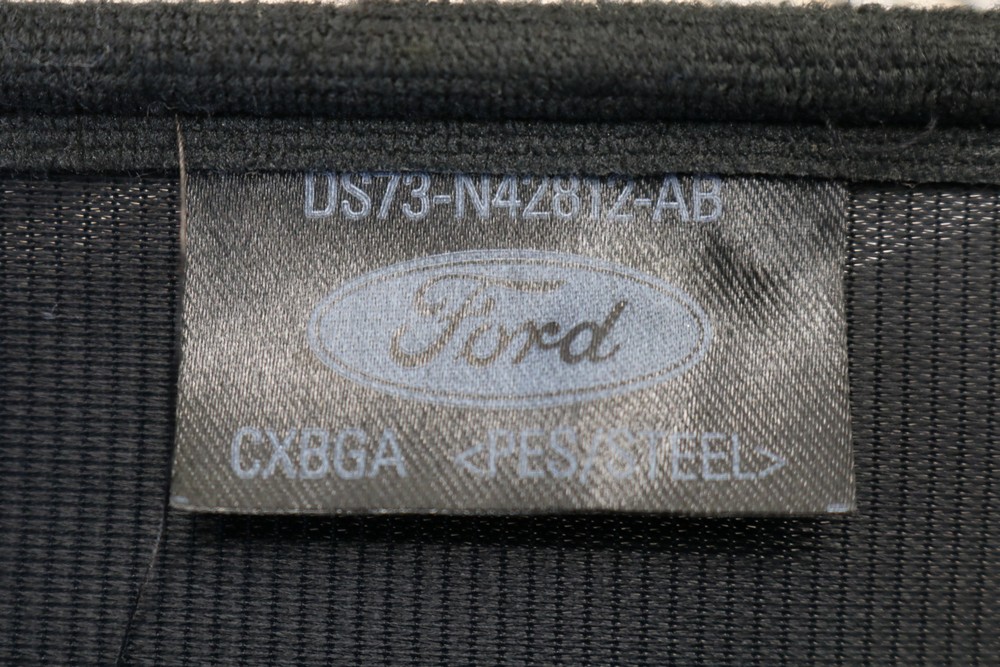 DS73-N42812-AB
Ford
CXBGA <PES/STEEL>